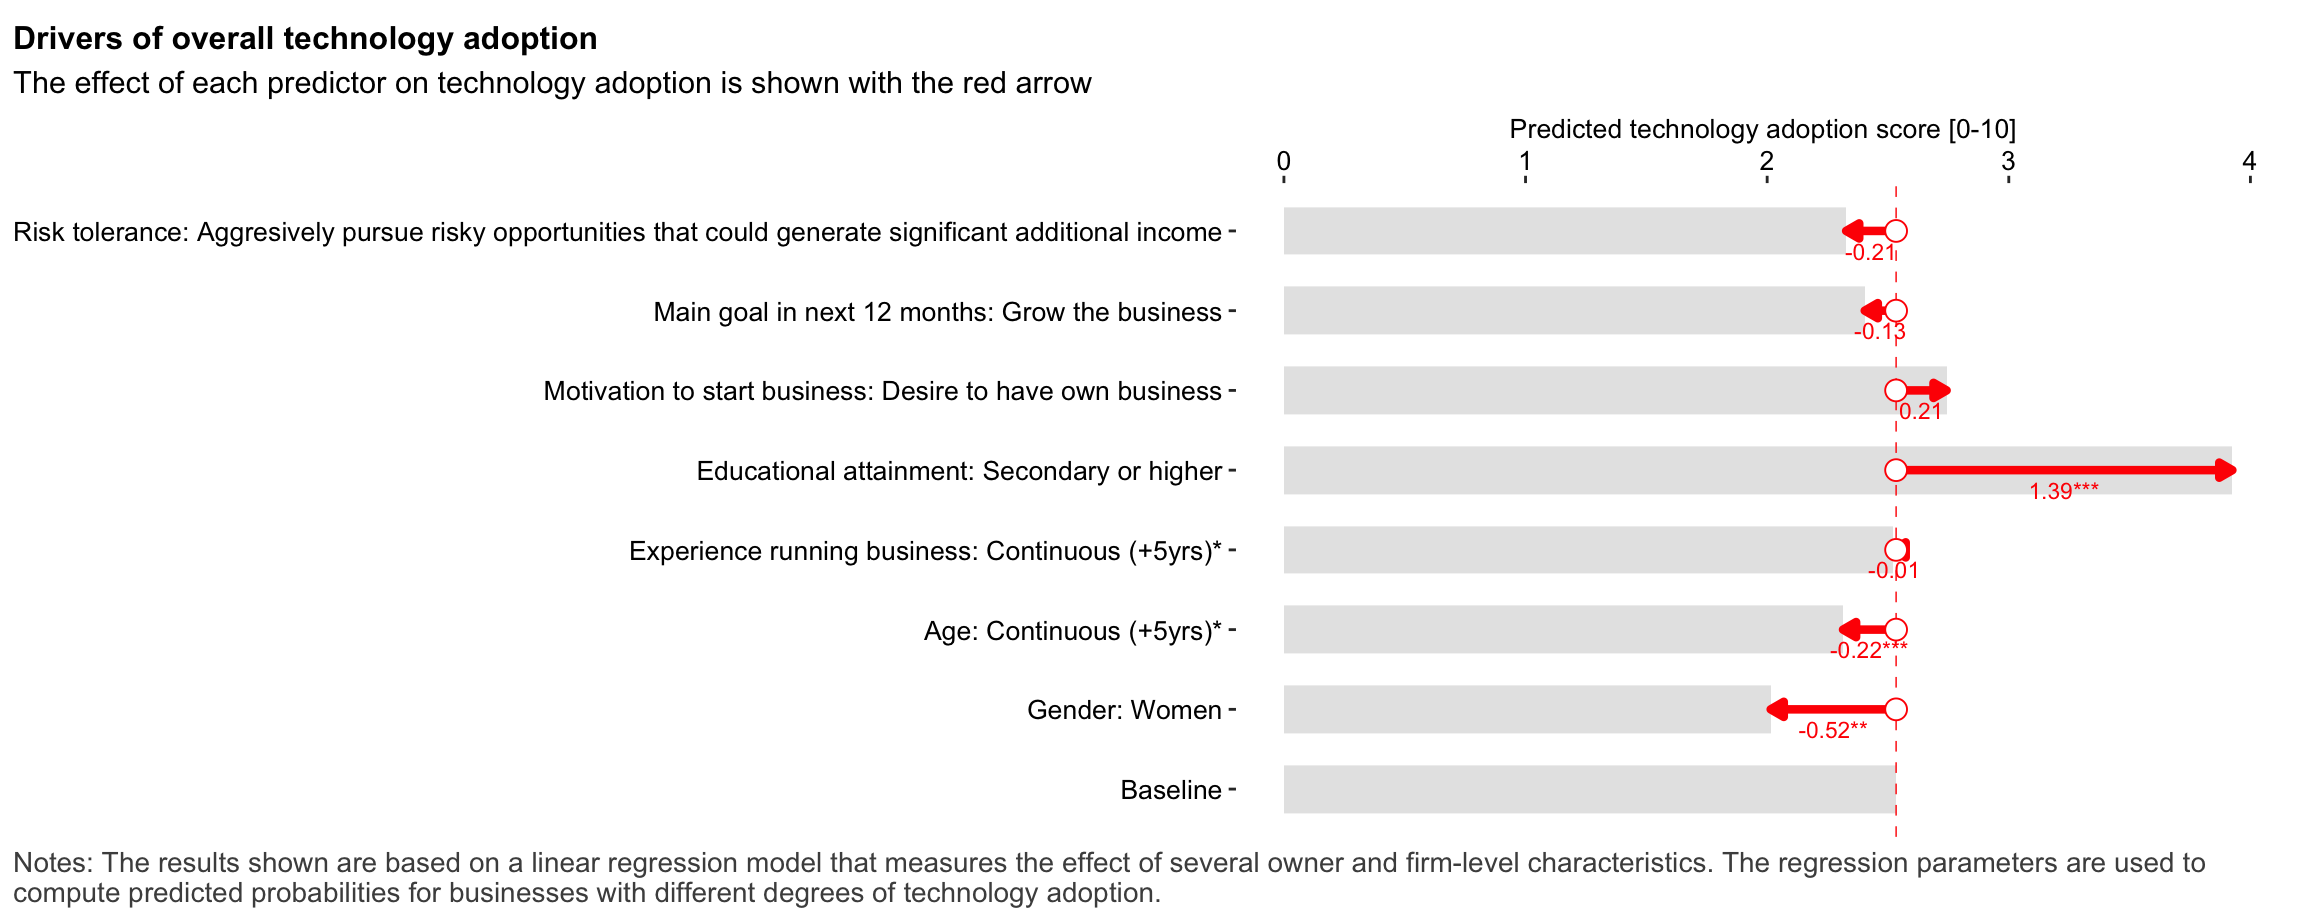 Drivers of overall technology adoption
The effect of each predictor on technology adoption is shown with the red arrow
Predicted technology adoption score [0-10]
0 1 2 3 4
Risk tolerance: Aggresively pursue risky opportunities that could generate significant additional income
-0.21
Main goal in next 12 months: Grow the business
-0.13
Motivation to start business: Desire to have own business
0.21
Educational attainment: Secondary or higher
1.39***
Experience running business: Continuous (+5yrs)*
-0.01
Age: Continuous (+5yrs)*
-0.22***
Gender: Women
-0.52**
Baseline
Notes: The results shown are based on a linear regression model that measures the effect of several owner and firm-level characteristics. The regression parameters are used to
compute predicted probabilities for businesses with different degrees of technology adoption.